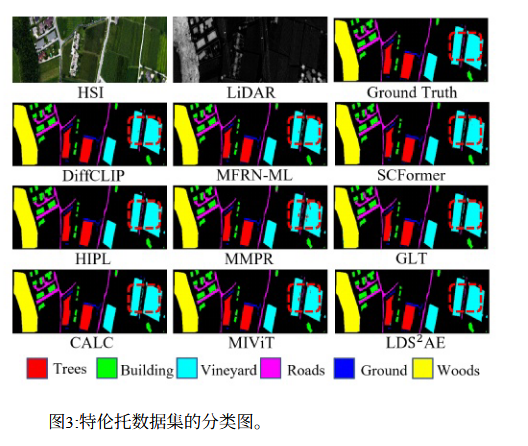 HSI LiDAR Ground Truth
DiffCLIP MFRN-ML SCFormer
HIPL MMPR GLT
CALC MIViT LDS²AE
Trees Building Vineyard Roads Ground Woods
图3:特伦托数据集的分类图。